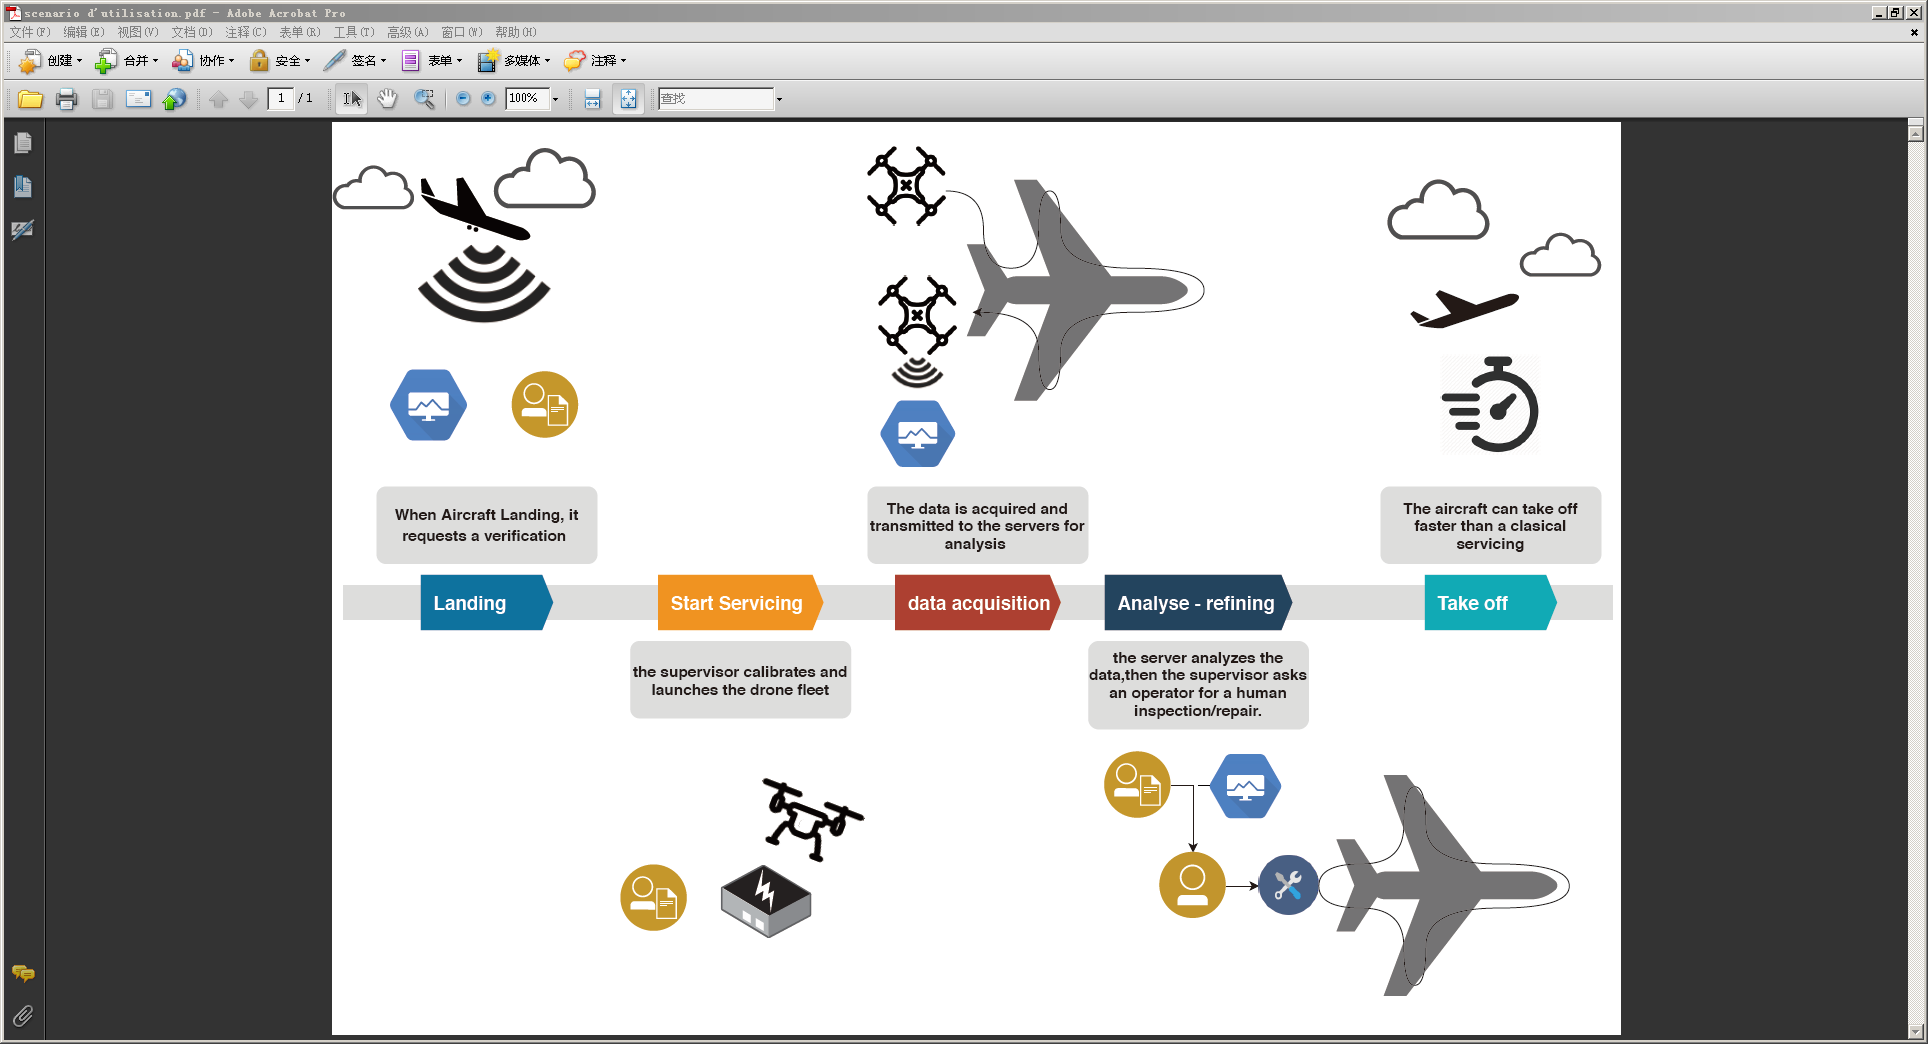 scenario d'utilisation.pdf - Adobe Acrobat Pro
文件(F) 编辑(E) 视图(V) 文档(D) 注释(C) 表单(R) 工具(T) 高级(A) 窗口(W) 帮助(H)
创建 合并 协作 安全 签名 表单 多媒体 注释
1 / 1 100% 查找
When Aircraft Landing, it
requests a verification
The data is acquired and
transmitted to the servers for
analysis
The aircraft can take off
faster than a clasical
servicing
Landing
Start Servicing
data acquisition
Analyse - refining
Take off
the supervisor calibrates and
launches the drone fleet
the server analyzes the
data,then the supervisor asks
an operator for a human
inspection/repair.